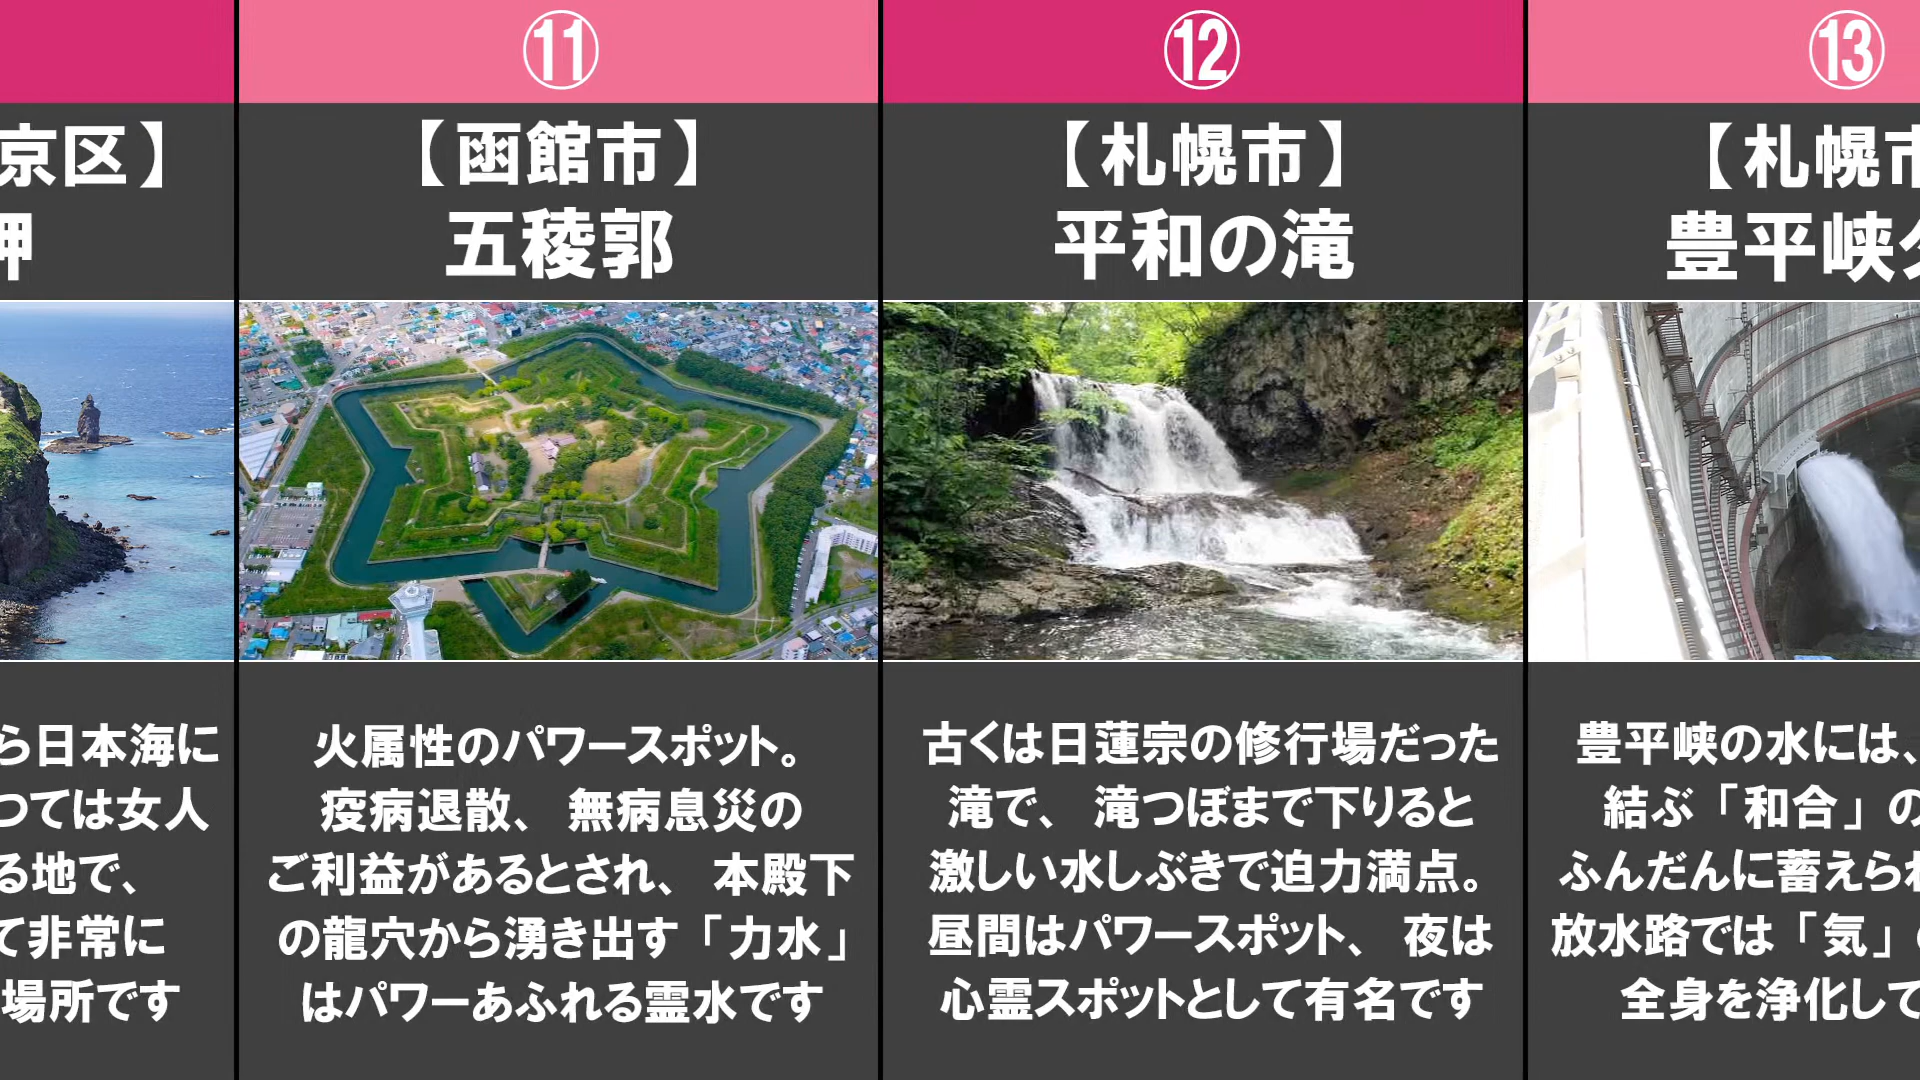 京区】
岬
ら日本海に
つては女人
る地で、
て非常に
場所です
⑪
【函館市】
五稜郭
火属性のパワースポット。
疫病退散、無病息災の
ご利益があるとされ、本殿下
の龍穴から湧き出す「力水」
はパワーあふれる霊水です
⑫
【札幌市】
平和の滝
古くは日蓮宗の修行場だった
滝で、滝つぼまで下りると
激しい水しぶきで迫力満点。
昼間はパワースポット、夜は
心霊スポットとして有名です
⑬
【札幌市
豊平峡ダ
豊平峡の水には、
結ぶ「和合」の
ふんだんに蓄えられ
放水路では「気」の
全身を浄化して